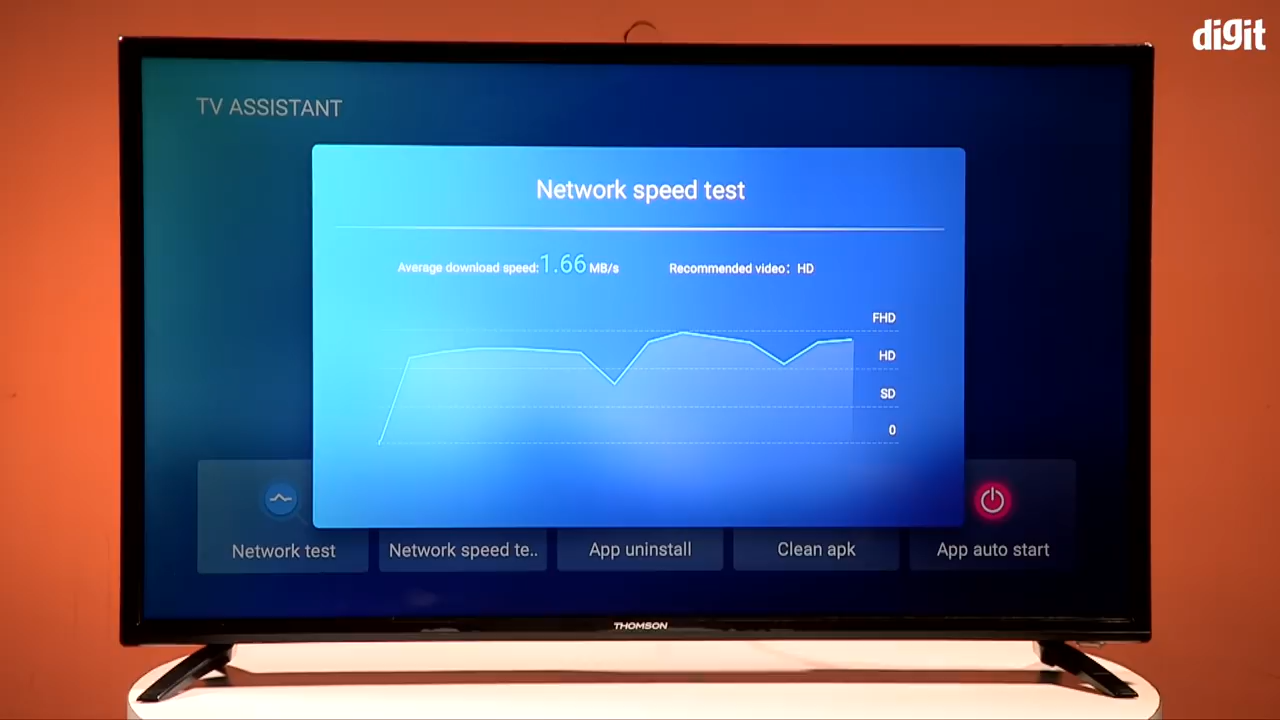 digit
TV ASSISTANT
Network speed test
Average download speed: 1.66 MB/s
Recommended video: HD
FHD
HD
SD
0
Network test
Network speed te..
App uninstall
Clean apk
App auto start
THOMSON